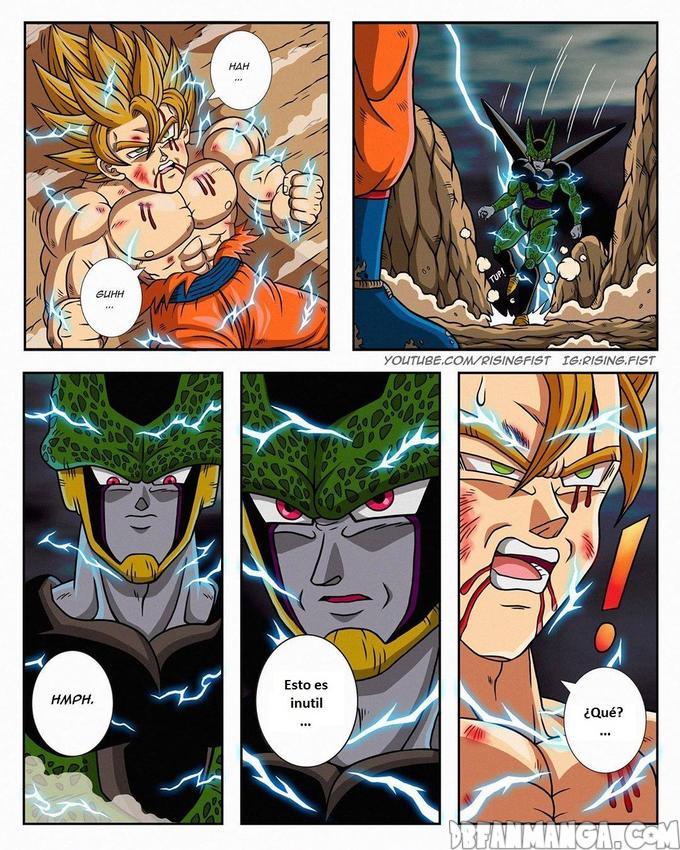 HAH
...
GUHH
...
TUP!
YOUTUBE.COM/RISINGFIST IG:RISING.FIST
HMPH.
Esto es
inutil
...
!
¿Qué?
...
DBFANMANGA.COM